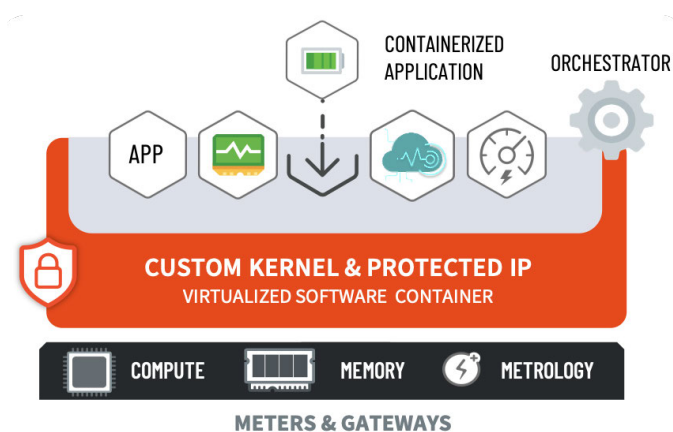 CONTAINERIZED
APPLICATION
ORCHESTRATOR
APP
CUSTOM KERNEL & PROTECTED IP
VIRTUALIZED SOFTWARE CONTAINER
COMPUTE
MEMORY
METROLOGY
METERS & GATEWAYS